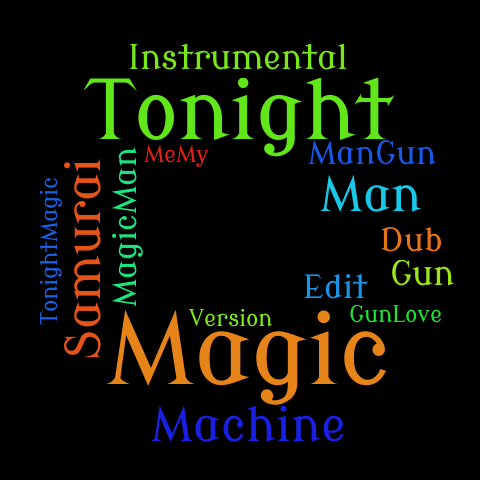 Instrumental
Tonight
MeMy
ManGun
MagicMan
Samurai
TonightMagic
Man
Dub
Gun
Edit
GunLove
Version
Magic
Machine